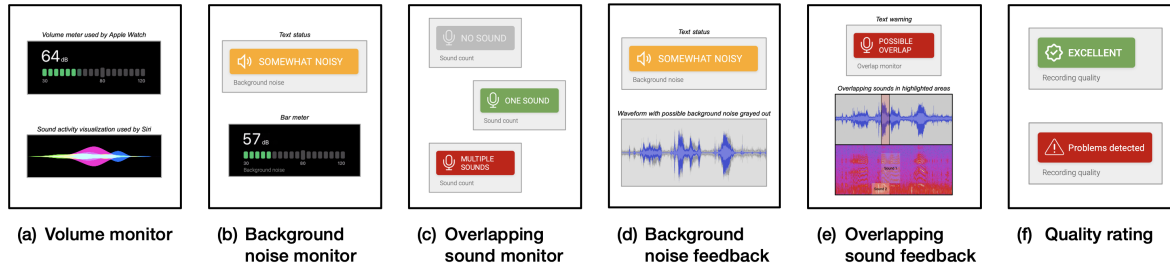 Volume meter used by Apple Watch
64 dB
30 80 120
Sound activity visualization used by Siri
(a) Volume monitor
Text status
SOMEWHAT NOISY
Background noise
Bar meter
57 dB
30 80 120
Background noise
(b) Background
noise monitor
NO SOUND
Sound count
ONE SOUND
Sound count
MULTIPLE
SOUNDS
Sound count
(c) Overlapping
sound monitor
Text status
SOMEWHAT NOISY
Background noise
Waveform with possible background noise grayed out
(d) Background
noise feedback
Text warning
POSSIBLE
OVERLAP
Overlap monitor
Overlapping sounds in highlighted areas
(e) Overlapping
sound feedback
EXCELLENT
Recording quality
Problems detected
Recording quality
(f) Quality rating